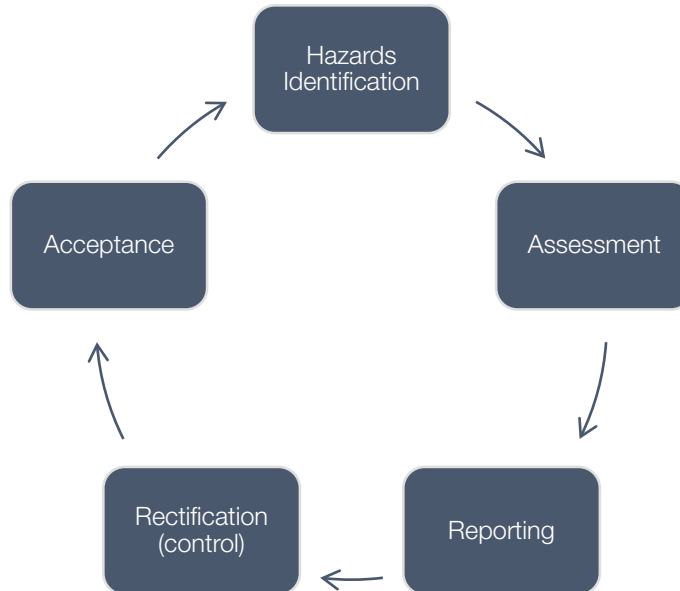 Hazards
Identification
Assessment
Reporting
Rectification
(control)
Acceptance